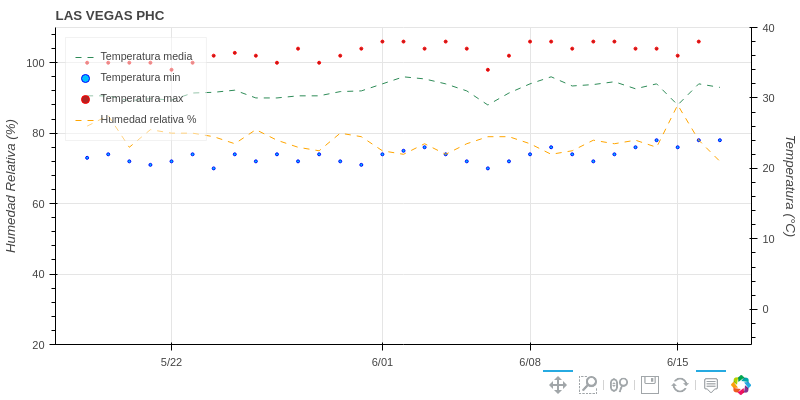 LAS VEGAS PHC
Temperatura media
Temperatura min
Temperatura max
Humedad relativa %
Humedad Relativa (%)
100
80
60
40
20
Temperatura (°C)
40
30
20
10
0
5/22
6/01
6/08
6/15